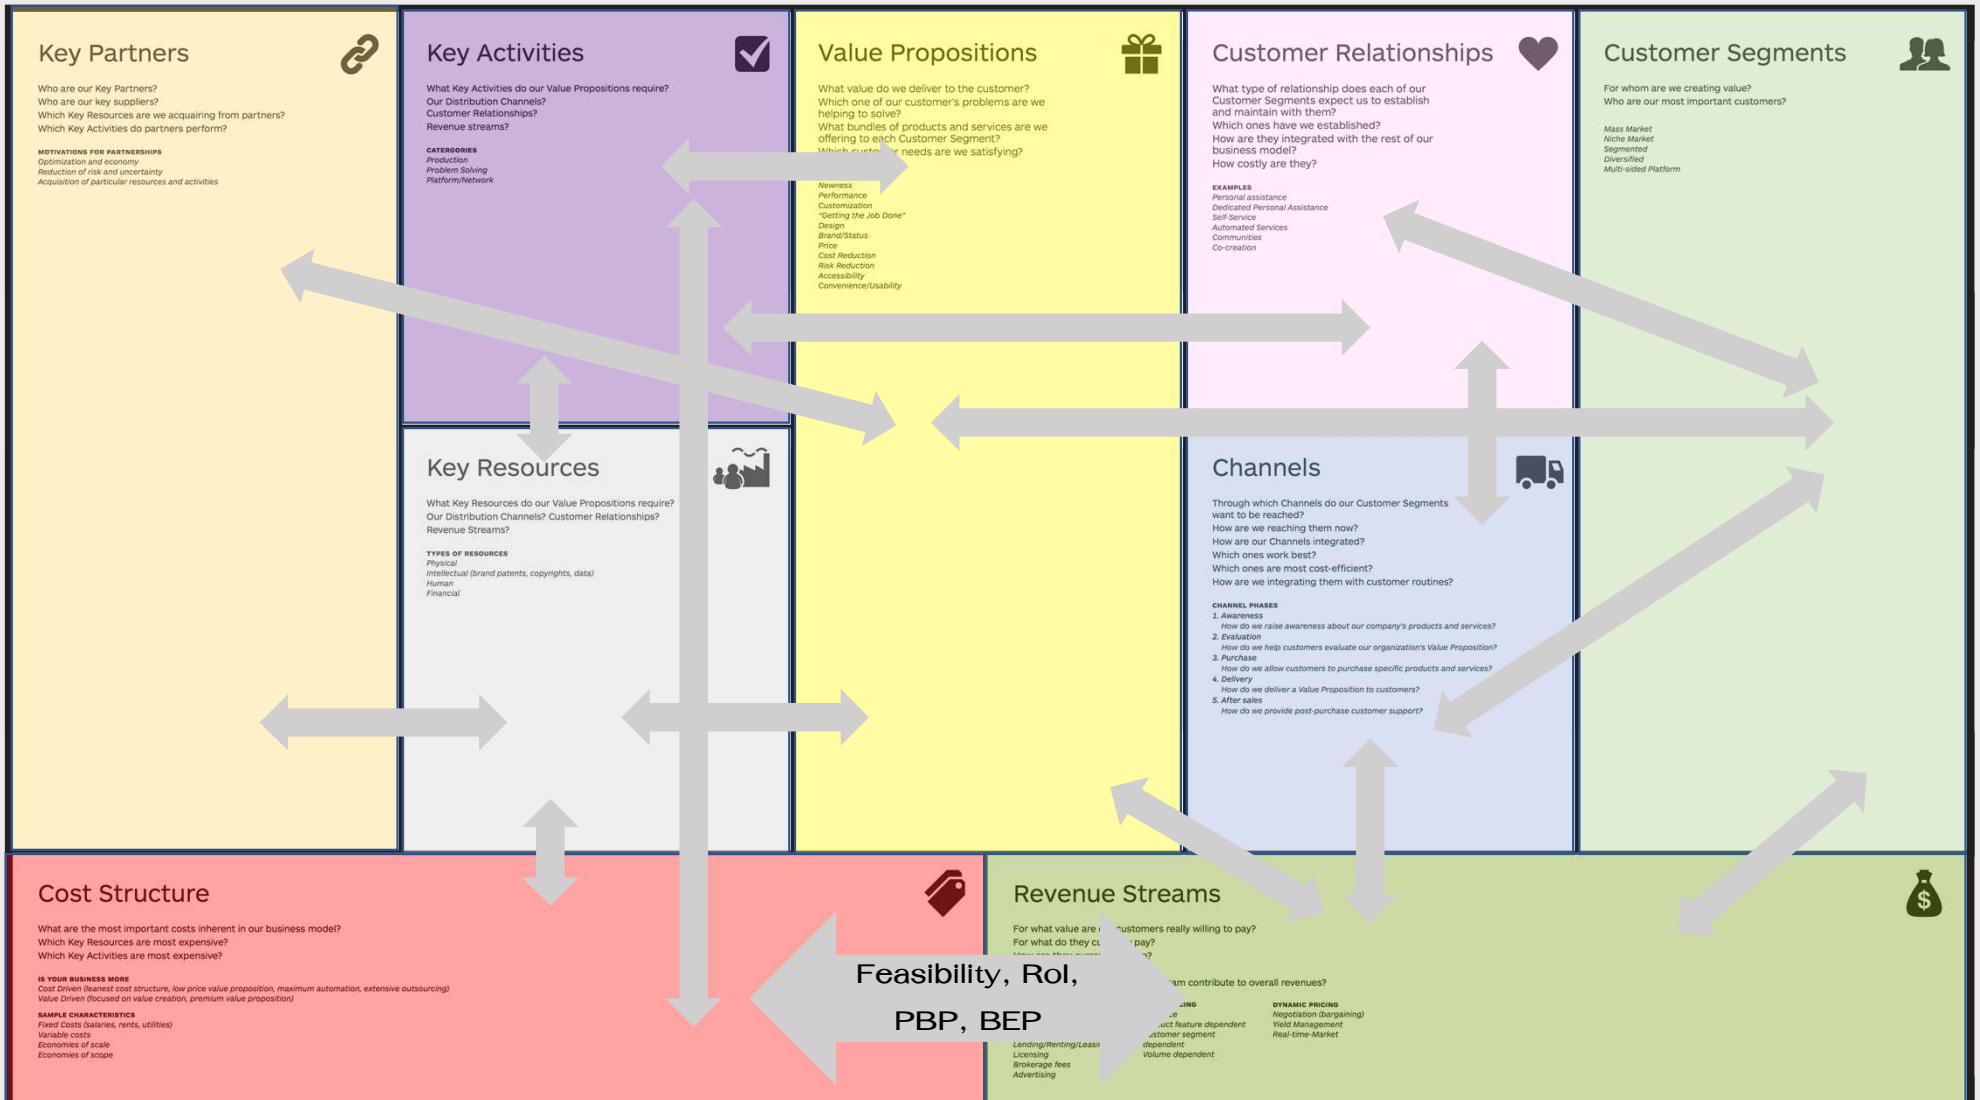 Key Partners
Who are our Key Partners?
Who are our key suppliers?
Which Key Resources are we acquairing from partners?
Which Key Activities do partners perform?
MOTIVATIONS FOR PARTNERSHIPS
Optimization and economy
Reduction of risk and uncertainty
Acquisition of particular resources and activities
Key Activities
What Key Activities do our Value Propositions require?
Our Distribution Channels?
Customer Relationships?
Revenue streams?
CATERGORIES
Production
Problem Solving
Platform/Network
Key Resources
What Key Resources do our Value Propositions require?
Our Distribution Channels? Customer Relationships?
Revenue Streams?
TYPES OF RESOURCES
Physical
Intellectual (brand patents, copyrights, data)
Human
Financial
Value Propositions
What value do we deliver to the customer?
Which one of our customer's problems are we
helping to solve?
What bundles of products and services are we
offering to each Customer Segment?
Which customer needs are we satisfying?
Newness
Performance
Customization
"Getting the Job Done"
Design
Brand/Status
Price
Cost Reduction
Risk Reduction
Accessibility
Convenience/Usability
Customer Relationships
What type of relationship does each of our
Customer Segments expect us to establish
and maintain with them?
Which ones have we established?
How are they integrated with the rest of our
business model?
How costly are they?
EXAMPLES
Personal assistance
Dedicated Personal Assistance
Self-Service
Automated Services
Communities
Co-creation
Channels
Through which Channels do our Customer Segments
want to be reached?
How are we reaching them now?
How are our Channels integrated?
Which ones work best?
Which ones are most cost-efficient?
How are we integrating them with customer routines?
CHANNEL PHASES
1. Awareness
How do we raise awareness about our company's products and services?
2. Evaluation
How do we help customers evaluate our organization's Value Proposition?
3. Purchase
How do we allow customers to purchase specific products and services?
4. Delivery
How do we deliver a Value Proposition to customers?
5. After sales
How do we provide post-purchase customer support?
Customer Segments
For whom are we creating value?
Who are our most important customers?
Mass Market
Niche Market
Segmented
Diversified
Multi-sided Platform
Cost Structure
What are the most important costs inherent in our business model?
Which Key Resources are most expensive?
Which Key Activities are most expensive?
IS YOUR BUSINESS MORE
Cost Driven (leanest cost structure, low price value proposition, maximum automation, extensive outsourcing)
Value Driven (focused on value creation, premium value proposition)
SAMPLE CHARACTERISTICS
Fixed Costs (salaries, rents, utilities)
Variable costs
Economies of scale
Economies of scope
Feasibility, RoI,
PBP, BEP
Revenue Streams
For what value are customers really willing to pay?
For what do they pay?
How are they
contribute to overall revenues?
Lending/Renting/Leasing
Licensing
Brokerage fees
Advertising
feature dependent
segment
dependent
Volume dependent
DYNAMIC PRICING
Negotiation (bargaining)
Yield Management
Real-time-Market